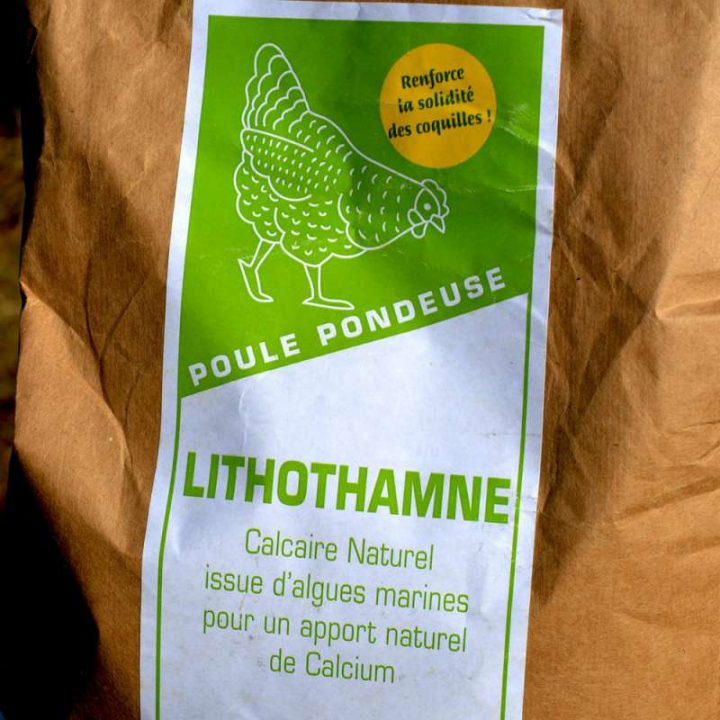 Renforce
la solidité
des coquilles !
POULE PONDEUSE
LITHOTHAMNE
Calcaire Naturel
issue d'algues marines
pour un apport naturel
de Calcium